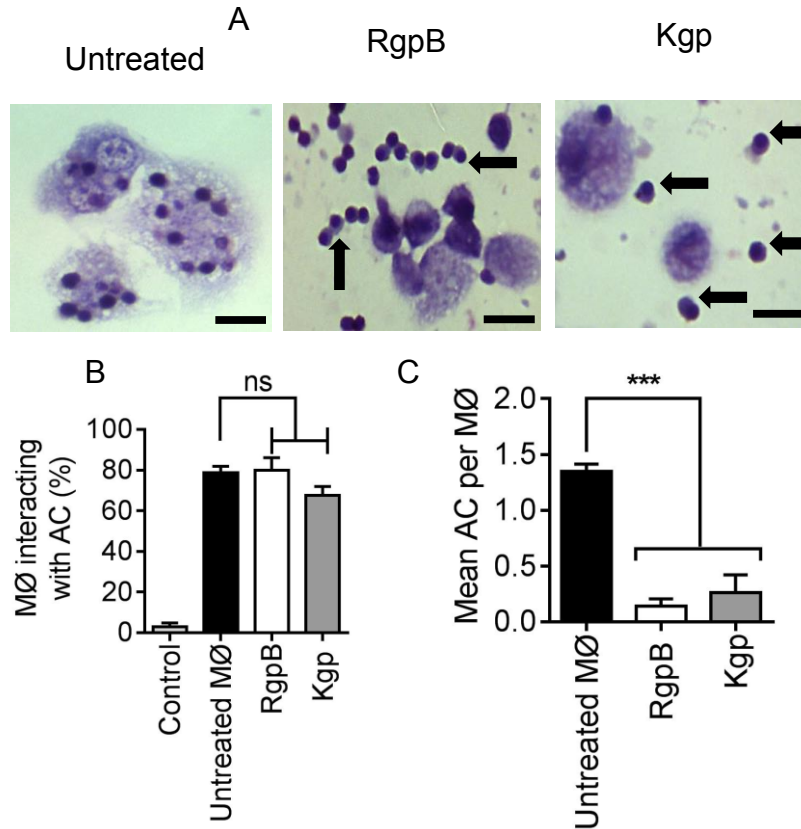 A
Untreated
RgpB
Kgp
B
ns
MØ interacting
with AC (%)
100
80
60
40
20
0
Control
Untreated MØ
RgpB
Kgp
C
***
Mean AC per MØ
2.0
1.5
1.0
0.5
0.0
Untreated MØ
RgpB
Kgp